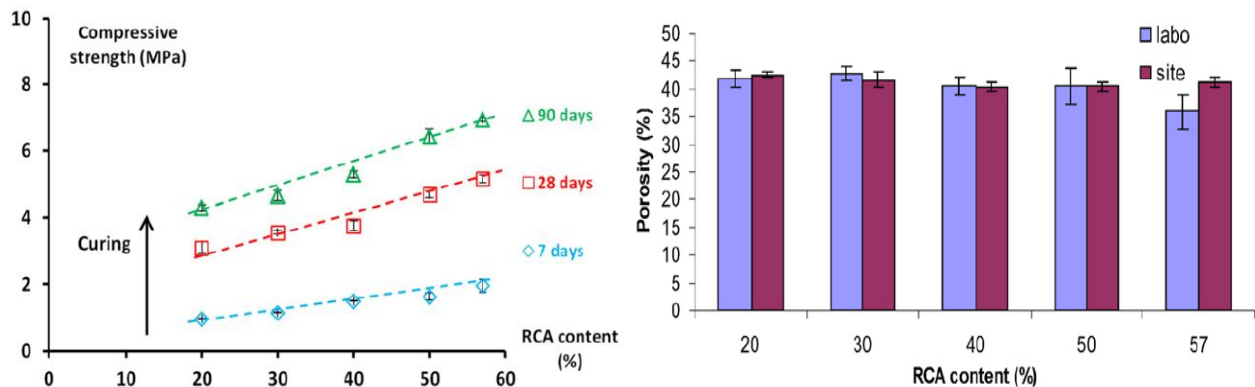 Compressive
strength (MPa)
10
8
6
4
2
0
90 days
28 days
7 days
Curing
RCA content
(%)
0 10 20 30 40 50 60
labo
site
Porosity (%)
50
45
40
35
30
25
20
15
10
5
0
20 30 40 50 57
RCA content (%)